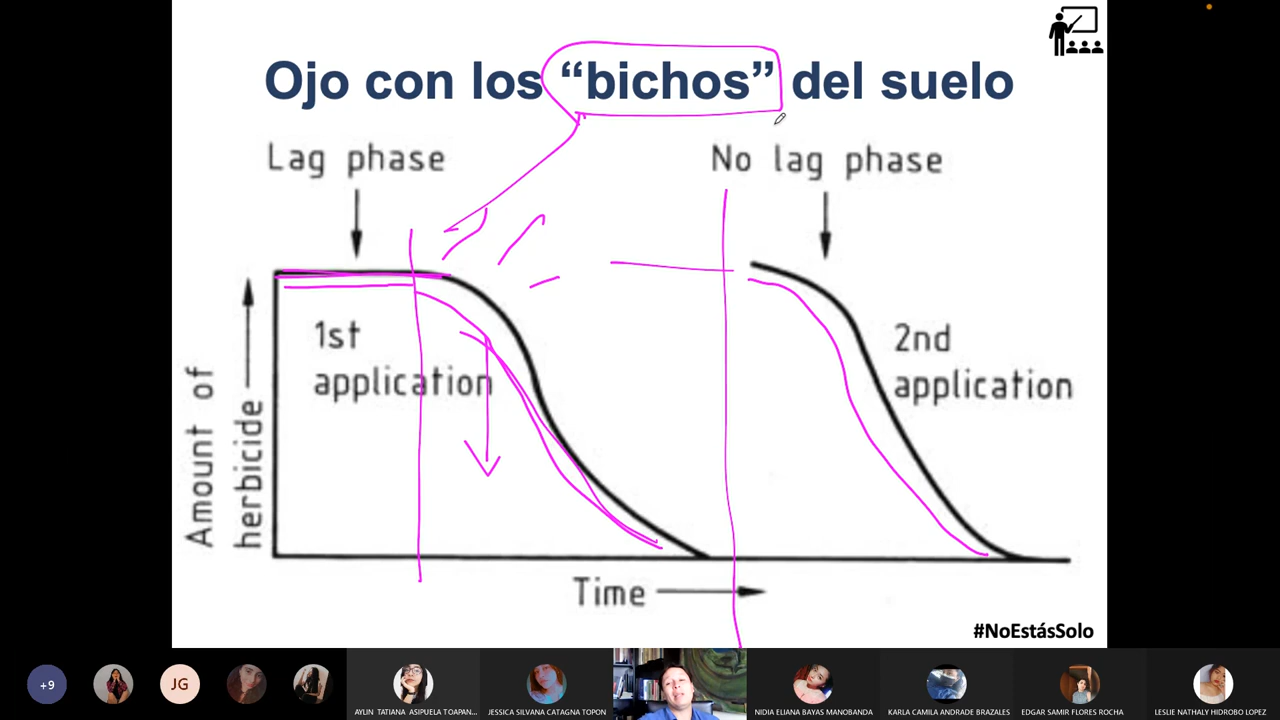 Ojo con los “bichos” del suelo
Lag phase
No lag phase
1st
application
2nd
application
Amount of
herbicide
Time
#NoEstásSolo
+9
JG
AYLIN TATIANA ASIPUELA TOAPAN...
JESSICA SILVANA CATAGNA TOPON
NIDIA ELIANA BAYAS MANOBANDA
KARLA CAMILA ANDRADE BRAZALES
EDGAR SAMIR FLORES ROCHA
LESLIE NATHALY HIDROBO LOPEZ